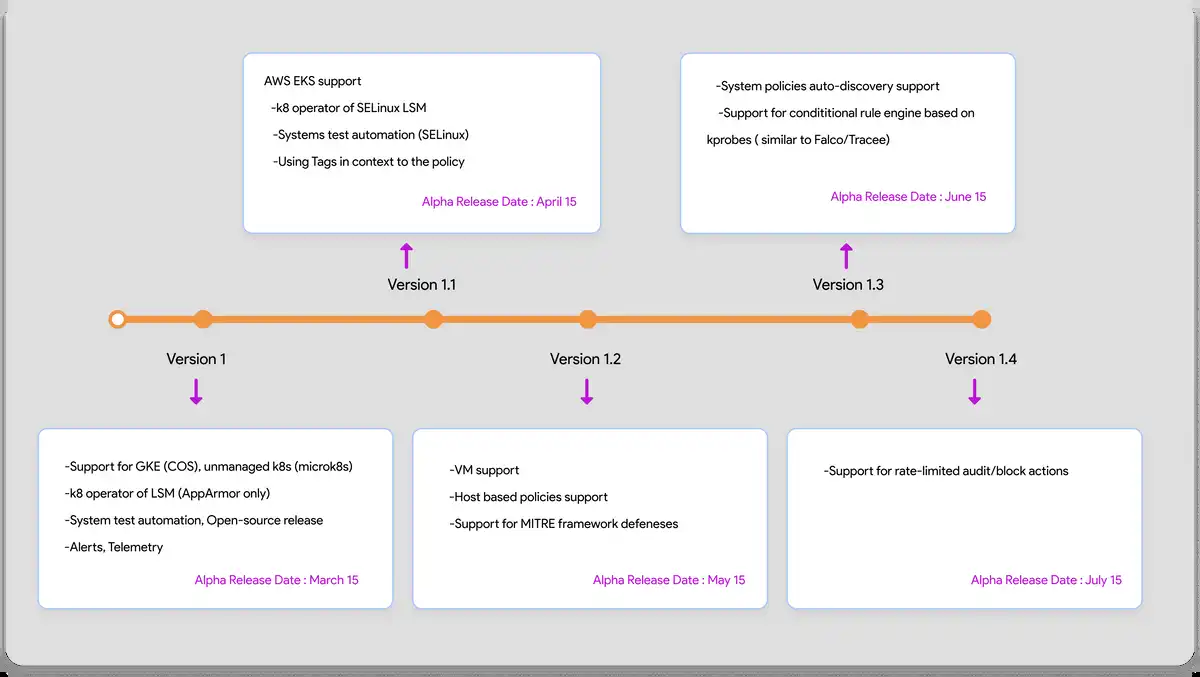 AWS EKS support
-k8 operator of SELinux LSM
-Systems test automation (SELinux)
-Using Tags in context to the policy
Alpha Release Date : April 15
-System policies auto-discovery support
-Support for condititional rule engine based on
kprobes ( similar to Falco/Tracee)
Alpha Release Date : June 15
Version 1.1
Version 1.3
Version 1
Version 1.2
Version 1.4
-Support for GKE (COS), unmanaged k8s (microk8s)
-k8 operator of LSM (AppArmor only)
-System test automation, Open-source release
-Alerts, Telemetry
Alpha Release Date : March 15
-VM support
-Host based policies support
-Support for MITRE framework defeneses
Alpha Release Date : May 15
-Support for rate-limited audit/block actions
Alpha Release Date : July 15